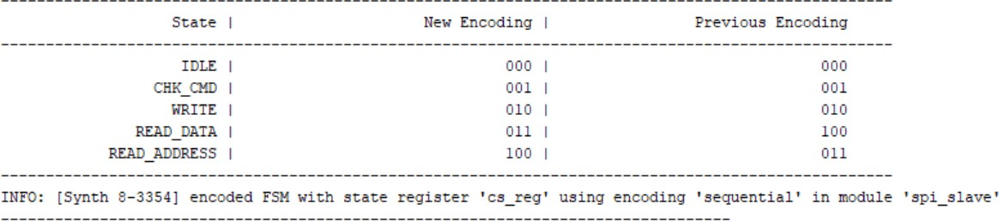 State | New Encoding | Previous Encoding
IDLE | 000 | 000
CHK_CMD | 001 | 001
WRITE | 010 | 010
READ_DATA | 011 | 100
READ_ADDRESS | 100 | 011
INFO: [Synth 8-3354] encoded FSM with state register 'cs_reg' using encoding 'sequential' in module 'spi_slave'